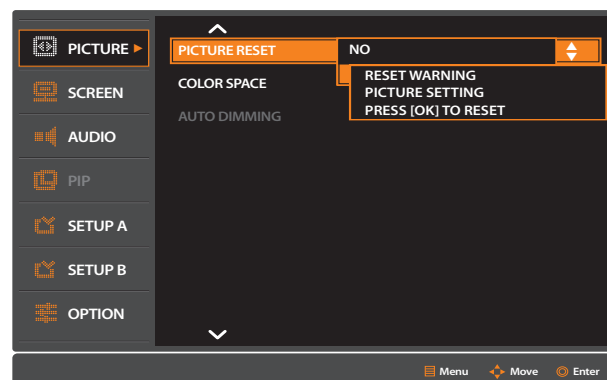 PICTURE
SCREEN
AUDIO
PIP
SETUP A
SETUP B
OPTION
PICTURE RESET NO
COLOR SPACE
AUTO DIMMING
RESET WARNING
PICTURE SETTING
PRESS [OK] TO RESET
Menu Move Enter